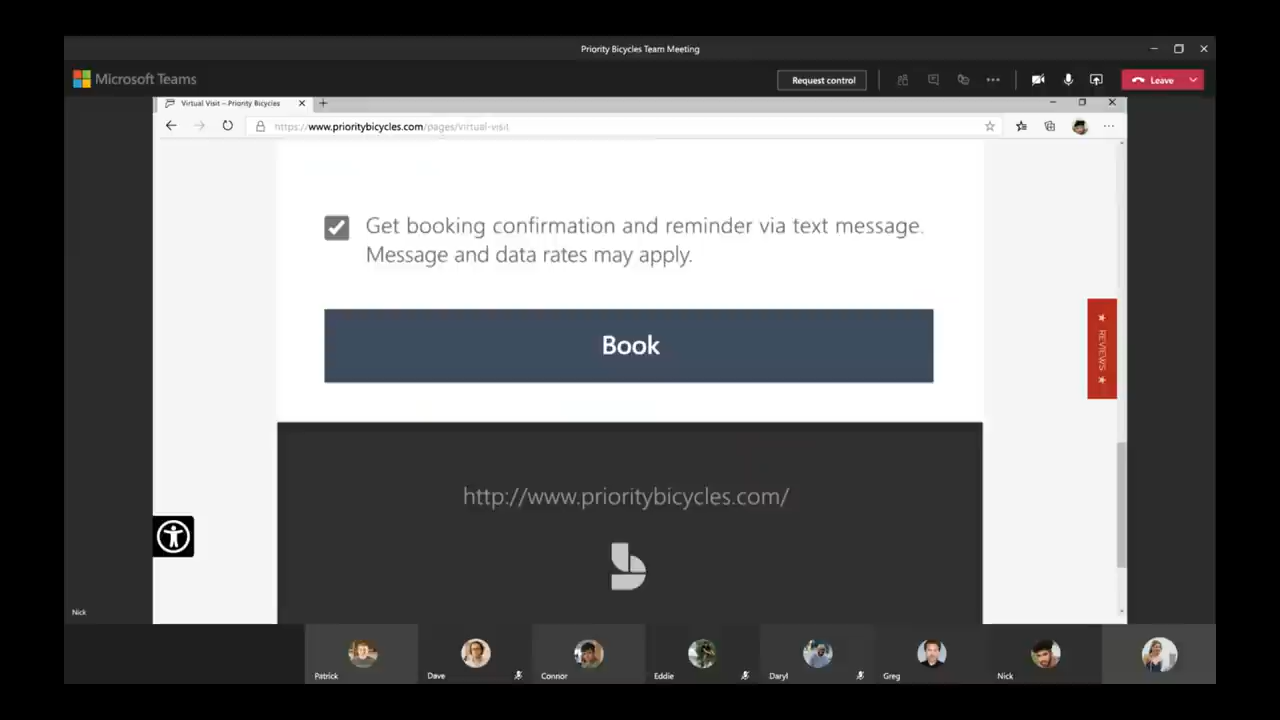 Priority Bicycles Team Meeting
Microsoft Teams
Request control
Leave
Virtual Visit – Priority Bicycles
https://www.prioritybicycles.com/pages/virtual-visit
Get booking confirmation and reminder via text message.
Message and data rates may apply.
Book
★ REVIEWS ★
http://www.prioritybicycles.com/
Nick
Patrick
Dave
Connor
Eddie
Daryl
Greg
Nick